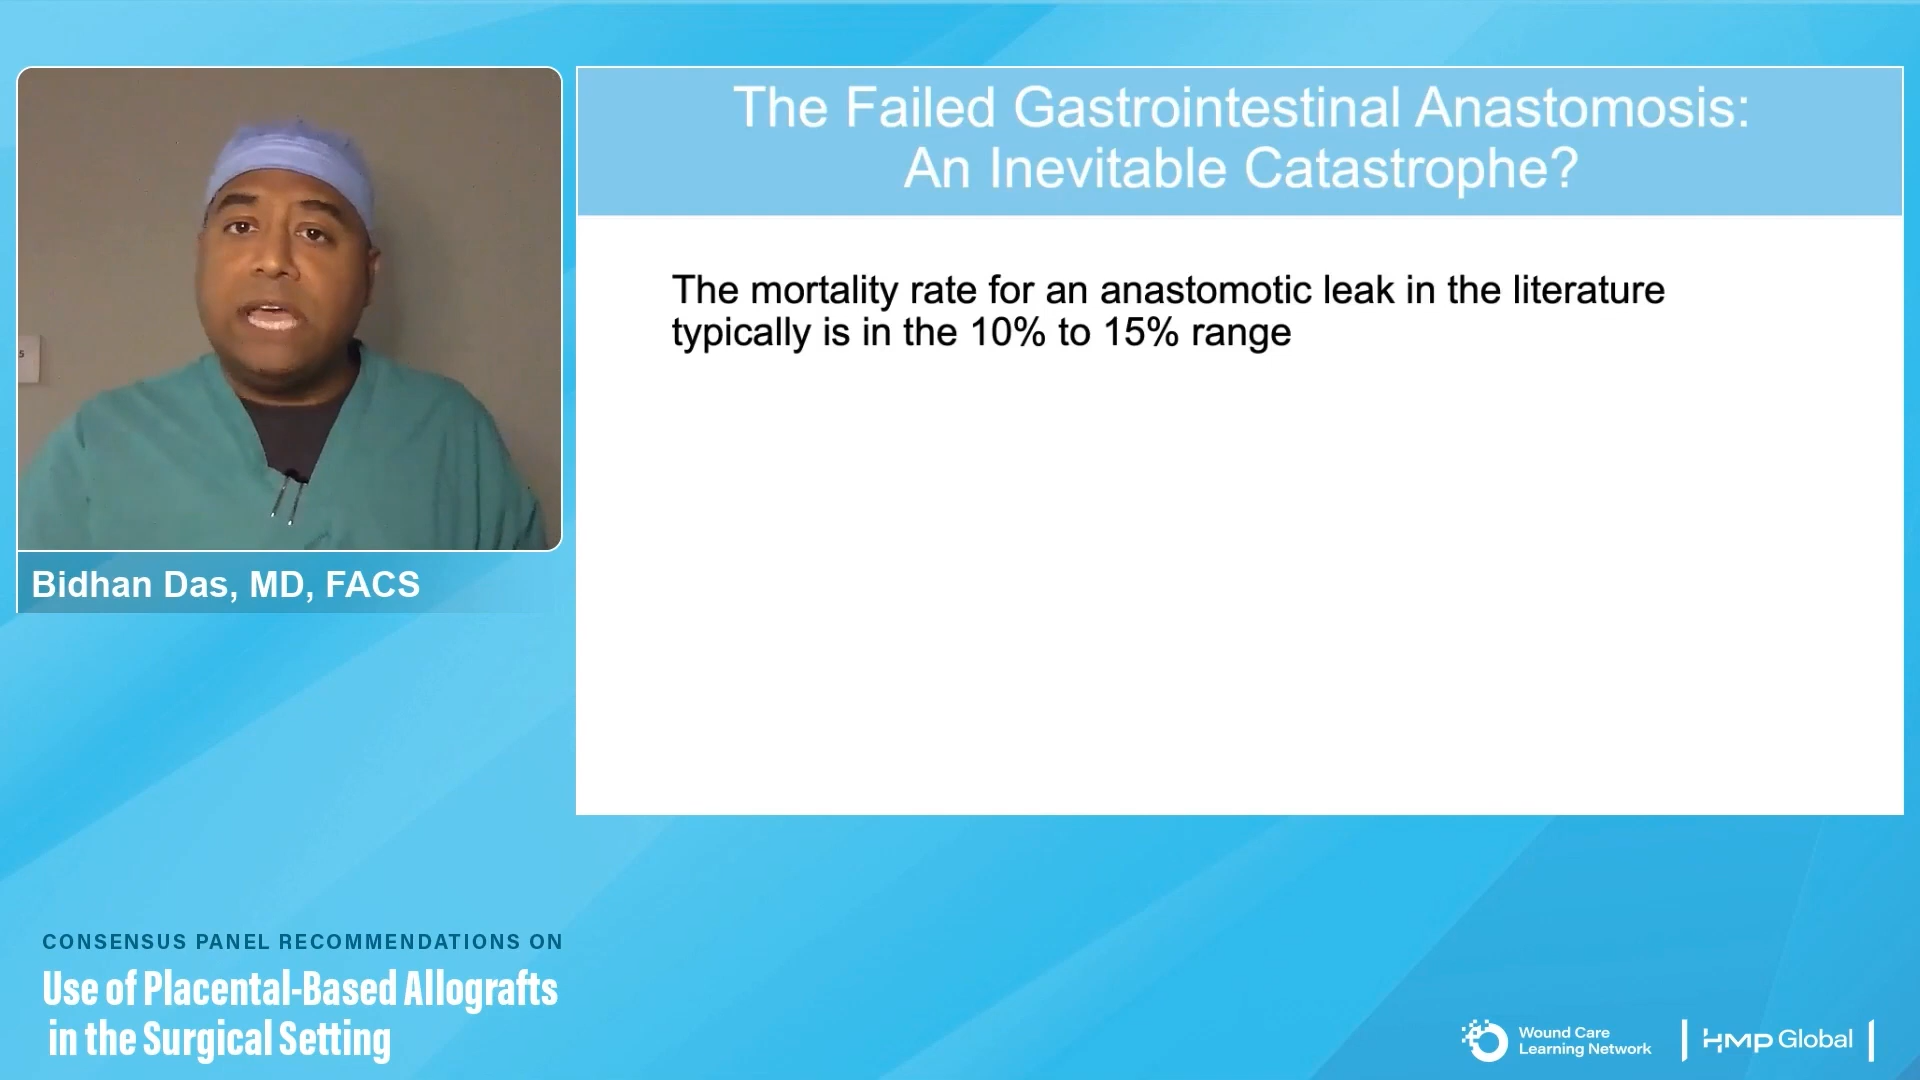 The Failed Gastrointestinal Anastomosis:
An Inevitable Catastrophe?
The mortality rate for an anastomotic leak in the literature
typically is in the 10% to 15% range
5
Bidhan Das, MD, FACS
CONSENSUS PANEL RECOMMENDATIONS ON
Use of Placental-Based Allografts
in the Surgical Setting
Wound Care
Learning Network
HMP Global